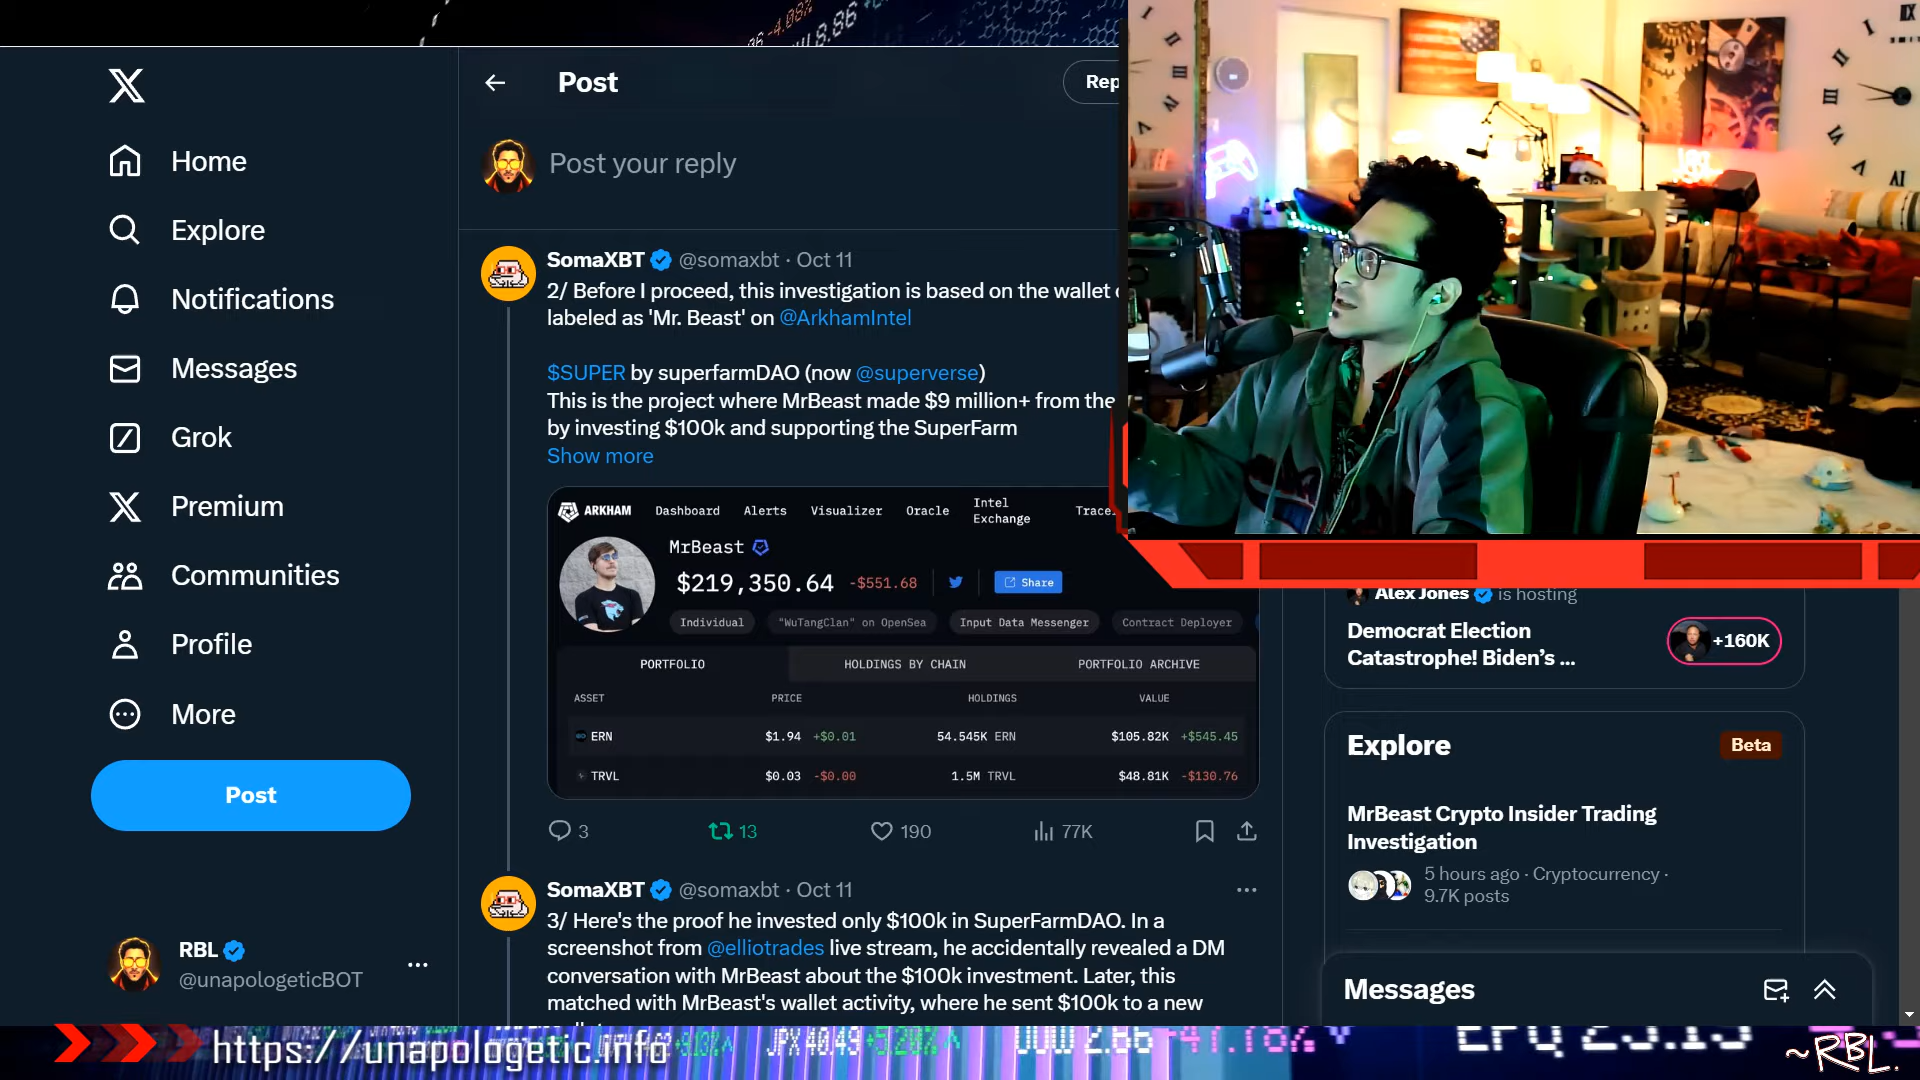 Post
Rep
Home
Post your reply
Explore
Notifications
Messages
Grok
Premium
Communities
Profile
More
Post
RBL
@unapologeticBOT
SomaXBT @somaxbt · Oct 11
2/ Before I proceed, this investigation is based on the wallet
labeled as 'Mr. Beast' on @ArkhamIntel
$SUPER by superfarmDAO (now @superverse)
This is the project where MrBeast made $9 million+ from the
by investing $100k and supporting the SuperFarm
Show more
ARKHAM Dashboard Alerts Visualizer Oracle Intel Exchange Trace
MrBeast
$219,350.64 -$551.68 Share
Individual "WuTangClan" on OpenSea Input Data Messenger Contract Deployer
PORTFOLIO HOLDINGS BY CHAIN PORTFOLIO ARCHIVE
ASSET PRICE HOLDINGS VALUE
ERN $1.94 +$0.01 54.545K ERN $105.82K +$545.45
TRVL $0.03 -$0.00 1.5M TRVL $48.81K -$130.76
3 13 190 77K
SomaXBT @somaxbt · Oct 11
3/ Here's the proof he invested only $100k in SuperFarmDAO. In a
screenshot from @elliotrades live stream, he accidentally revealed a DM
conversation with MrBeast about the $100k investment. Later, this
matched with MrBeast's wallet activity, where he sent $100k to a new
Alex Jones is hosting
Democrat Election
Catastrophe! Biden's ...
+160K
Explore
Beta
MrBeast Crypto Insider Trading
Investigation
5 hours ago · Cryptocurrency ·
9.7K posts
Messages
https://unapologetic.info
~RBL.